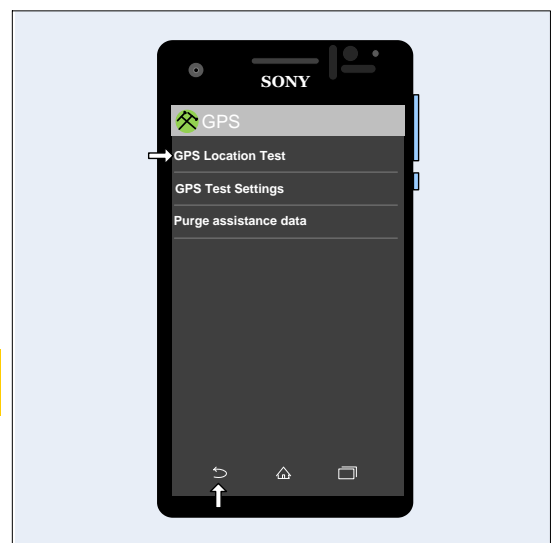 SONY
GPS
GPS Location Test
GPS Test Settings
Purge assistance data